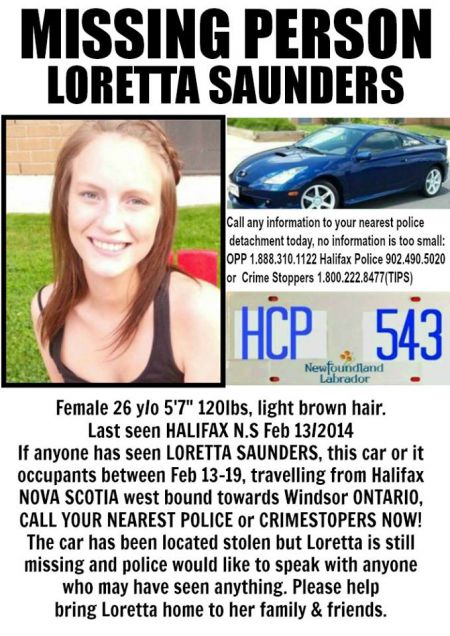 MISSING PERSON
LORETTA SAUNDERS
Call any information to your nearest police
detachment today, no information is too small:
OPP 1.888.310.1122 Halifax Police 902.490.5020
or Crime Stoppers 1.800.222.8477(TIPS)
HCP 543
Newfoundland
Labrador
Female 26 y/o 5'7" 120lbs, light brown hair.
Last seen HALIFAX N.S Feb 13/2014
If anyone has seen LORETTA SAUNDERS, this car or it
occupants between Feb 13-19, travelling from Halifax
NOVA SCOTIA west bound towards Windsor ONTARIO,
CALL YOUR NEAREST POLICE or CRIMESTOPERS NOW!
The car has been located stolen but Loretta is still
missing and police would like to speak with anyone
who may have seen anything. Please help
bring Loretta home to her family & friends.